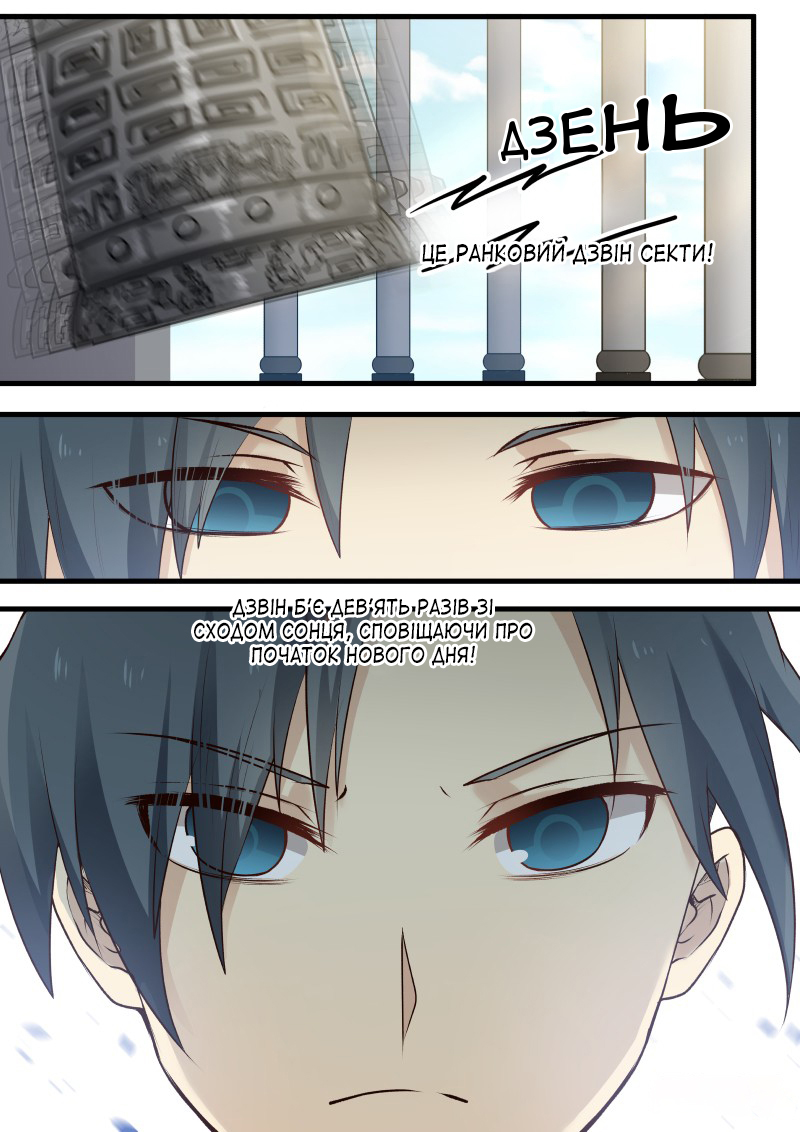 ДЗЕНЬ
ЦЕ РАНКОВИЙ ДЗВІН СЕКТИ!
ДЗВІН Б'Є ДЕВ'ЯТЬ РАЗІВ ЗІ
СХОДОМ СОНЦЯ, СПОВІЩАЮЧИ ПРО
ПОЧАТОК НОВОГО ДНЯ!